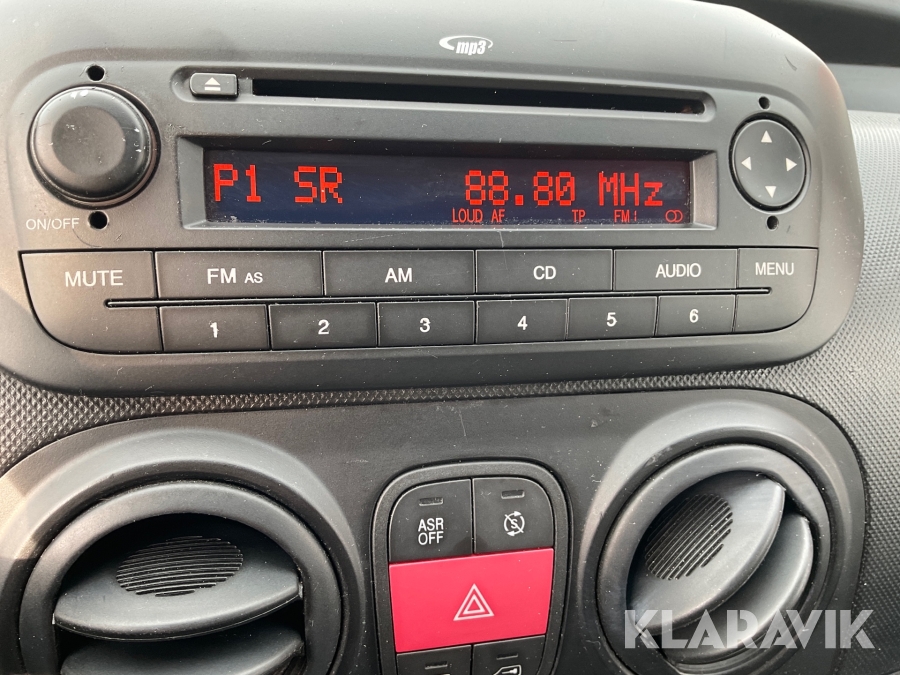 mp3
P1 SR 88.80 MHz
LOUD AF TP FM1
ON/OFF
MUTE FM AS AM CD AUDIO MENU
1 2 3 4 5 6
ASR OFF S
KLARAVIK